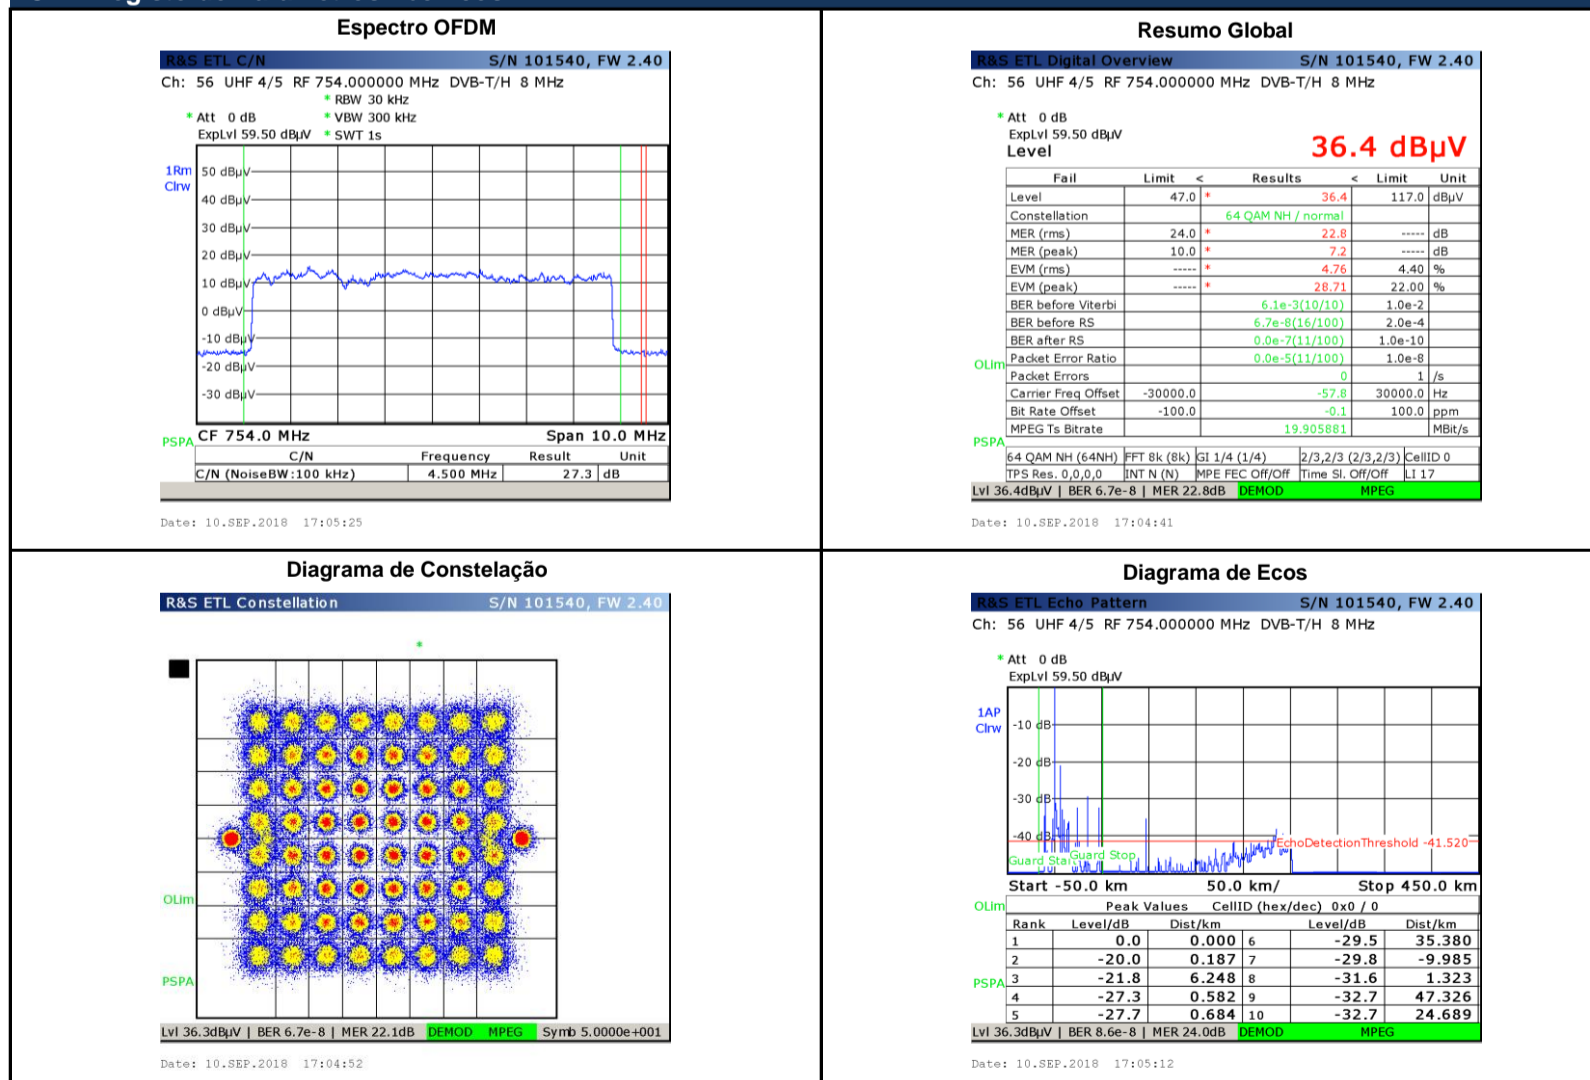 Espectro OFDM
R&S ETL C/N S/N 101540, FW 2.40
Ch: 56 UHF 4/5 RF 754.000000 MHz DVB-T/H 8 MHz
* RBW 30 kHz
* Att 0 dB * VBW 300 kHz
ExpLvl 59.50 dBµV * SWT 1s
1Rm
Clrw
50 dBµV
40 dBµV
30 dBµV
20 dBµV
10 dBµV
0 dBµV
-10 dBµV
-20 dBµV
-30 dBµV
PSPA
CF 754.0 MHz Span 10.0 MHz
C/N Frequency Result Unit
C/N (NoiseBW:100 kHz) 4.500 MHz 27.3 dB
Date: 10.SEP.2018 17:05:25
Resumo Global
R&S ETL Digital Overview S/N 101540, FW 2.40
Ch: 56 UHF 4/5 RF 754.000000 MHz DVB-T/H 8 MHz
* Att 0 dB
ExpLvl 59.50 dBµV
Level 36.4 dBµV
Fail Limit < Results < Limit Unit
Level 47.0 * 36.4 117.0 dBµV
Constellation 64 QAM NH / normal
MER (rms) 24.0 * 22.8 ----- dB
MER (peak) 10.0 * 7.2 ----- dB
EVM (rms) ----- * 4.76 4.40 %
EVM (peak) ----- * 28.71 22.00 %
BER before Viterbi 6.1e-3(10/10) 1.0e-2
BER before RS 6.7e-8(16/100) 2.0e-4
BER after RS 0.0e-7(11/100) 1.0e-10
OLim
Packet Error Ratio 0.0e-5(11/100) 1.0e-8
Packet Errors 0 1 /s
Carrier Freq Offset -30000.0 -57.8 30000.0 Hz
Bit Rate Offset -100.0 -0.1 100.0 ppm
MPEG Ts Bitrate 19.905881 MBit/s
PSPA
64 QAM NH (64NH) FFT 8k (8k) GI 1/4 (1/4) 2/3,2/3 (2/3,2/3) CellID 0
TPS Res. 0,0,0,0 INT N (N) MPE FEC Off/Off Time Sl. Off/Off LI 17
Lvl 36.4dBµV | BER 6.7e-8 | MER 22.8dB DEMOD MPEG
Date: 10.SEP.2018 17:04:41
Diagrama de Constelação
R&S ETL Constellation S/N 101540, FW 2.40
*
OLim
PSPA
Lvl 36.3dBµV | BER 6.7e-8 | MER 22.1dB DEMOD MPEG Symb 5.0000e+001
Date: 10.SEP.2018 17:04:52
Diagrama de Ecos
R&S ETL Echo Pattern S/N 101540, FW 2.40
Ch: 56 UHF 4/5 RF 754.000000 MHz DVB-T/H 8 MHz
* Att 0 dB
ExpLvl 59.50 dBµV
1AP
Clrw
-10 dB
-20 dB
-30 dB
-40 dB
EchoDetectionThreshold -41.520
Guard Start Guard Stop
Start -50.0 km 50.0 km/ Stop 450.0 km
OLim
Peak Values CellID (hex/dec) 0x0 / 0
Rank Level/dB Dist/km Level/dB Dist/km
1 0.0 0.000 6 -29.5 35.380
2 -20.0 0.187 7 -29.8 -9.985
PSPA
3 -21.8 6.248 8 -31.6 1.323
4 -27.3 0.582 9 -32.7 47.326
5 -27.7 0.684 10 -32.7 24.689
Lvl 36.3dBµV | BER 8.6e-8 | MER 24.0dB DEMOD MPEG
Date: 10.SEP.2018 17:05:12